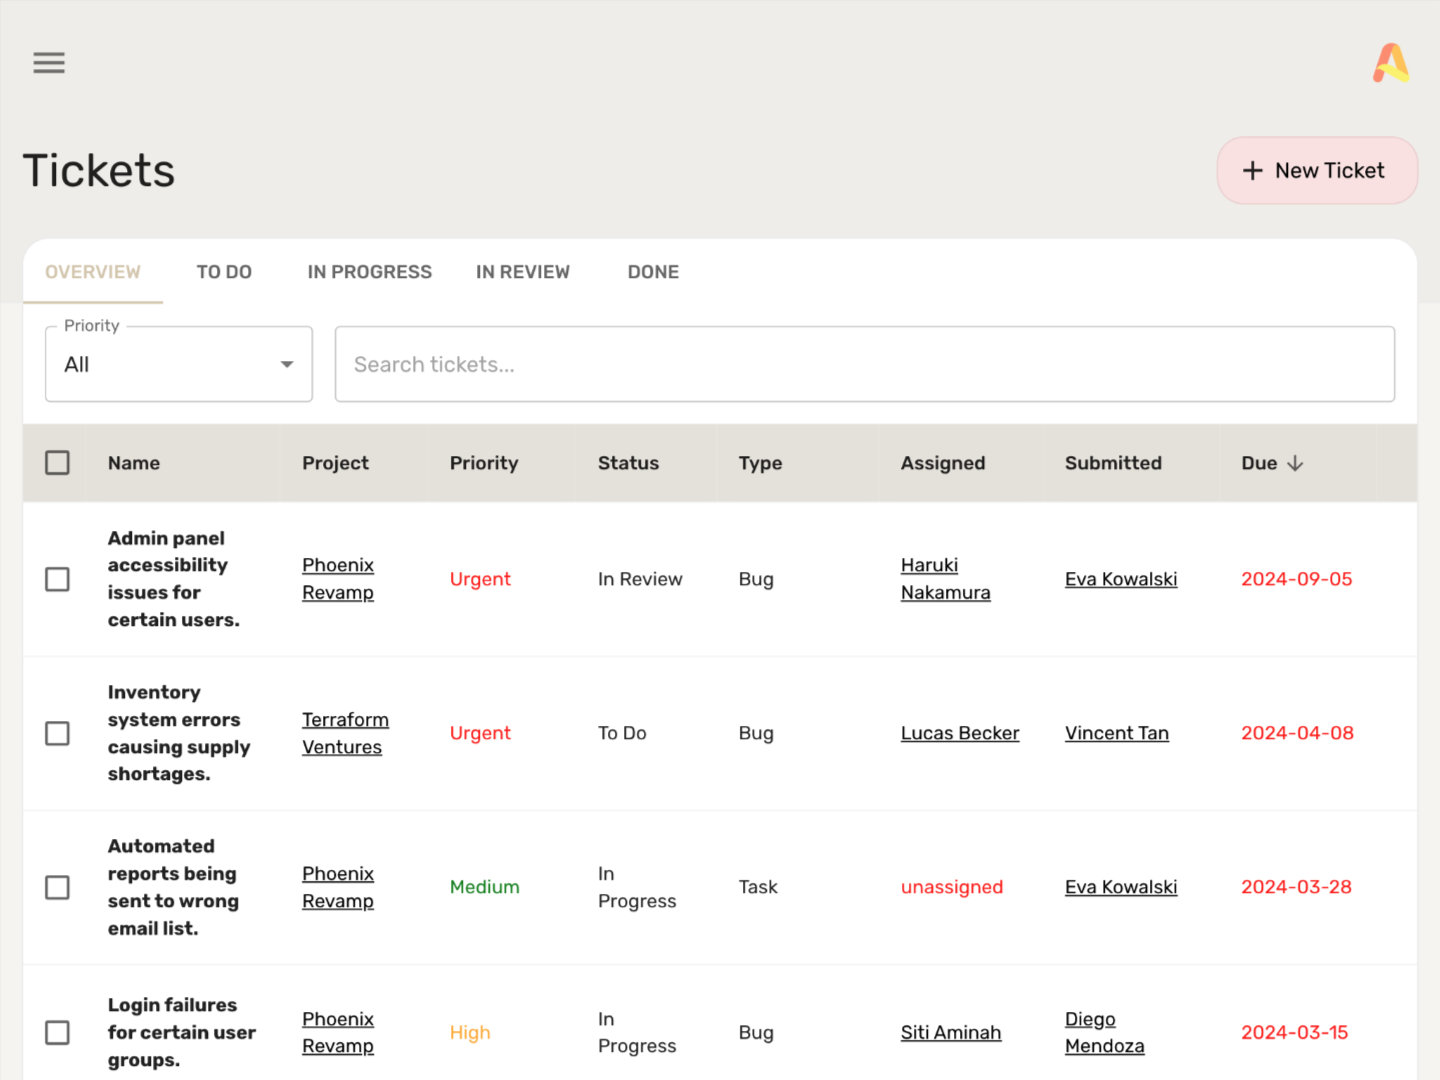 Tickets
+ New Ticket
OVERVIEW TO DO IN PROGRESS IN REVIEW DONE
Priority
All
Search tickets...
Name Project Priority Status Type Assigned Submitted Due
Admin panel
accessibility
issues for
certain users.
Phoenix
Revamp
Urgent
In Review
Bug
Haruki
Nakamura
Eva Kowalski
2024-09-05
Inventory
system errors
causing supply
shortages.
Terraform
Ventures
Urgent
To Do
Bug
Lucas Becker
Vincent Tan
2024-04-08
Automated
reports being
sent to wrong
email list.
Phoenix
Revamp
Medium
In
Progress
Task
unassigned
Eva Kowalski
2024-03-28
Login failures
for certain user
groups.
Phoenix
Revamp
High
In
Progress
Bug
Siti Aminah
Diego
Mendoza
2024-03-15